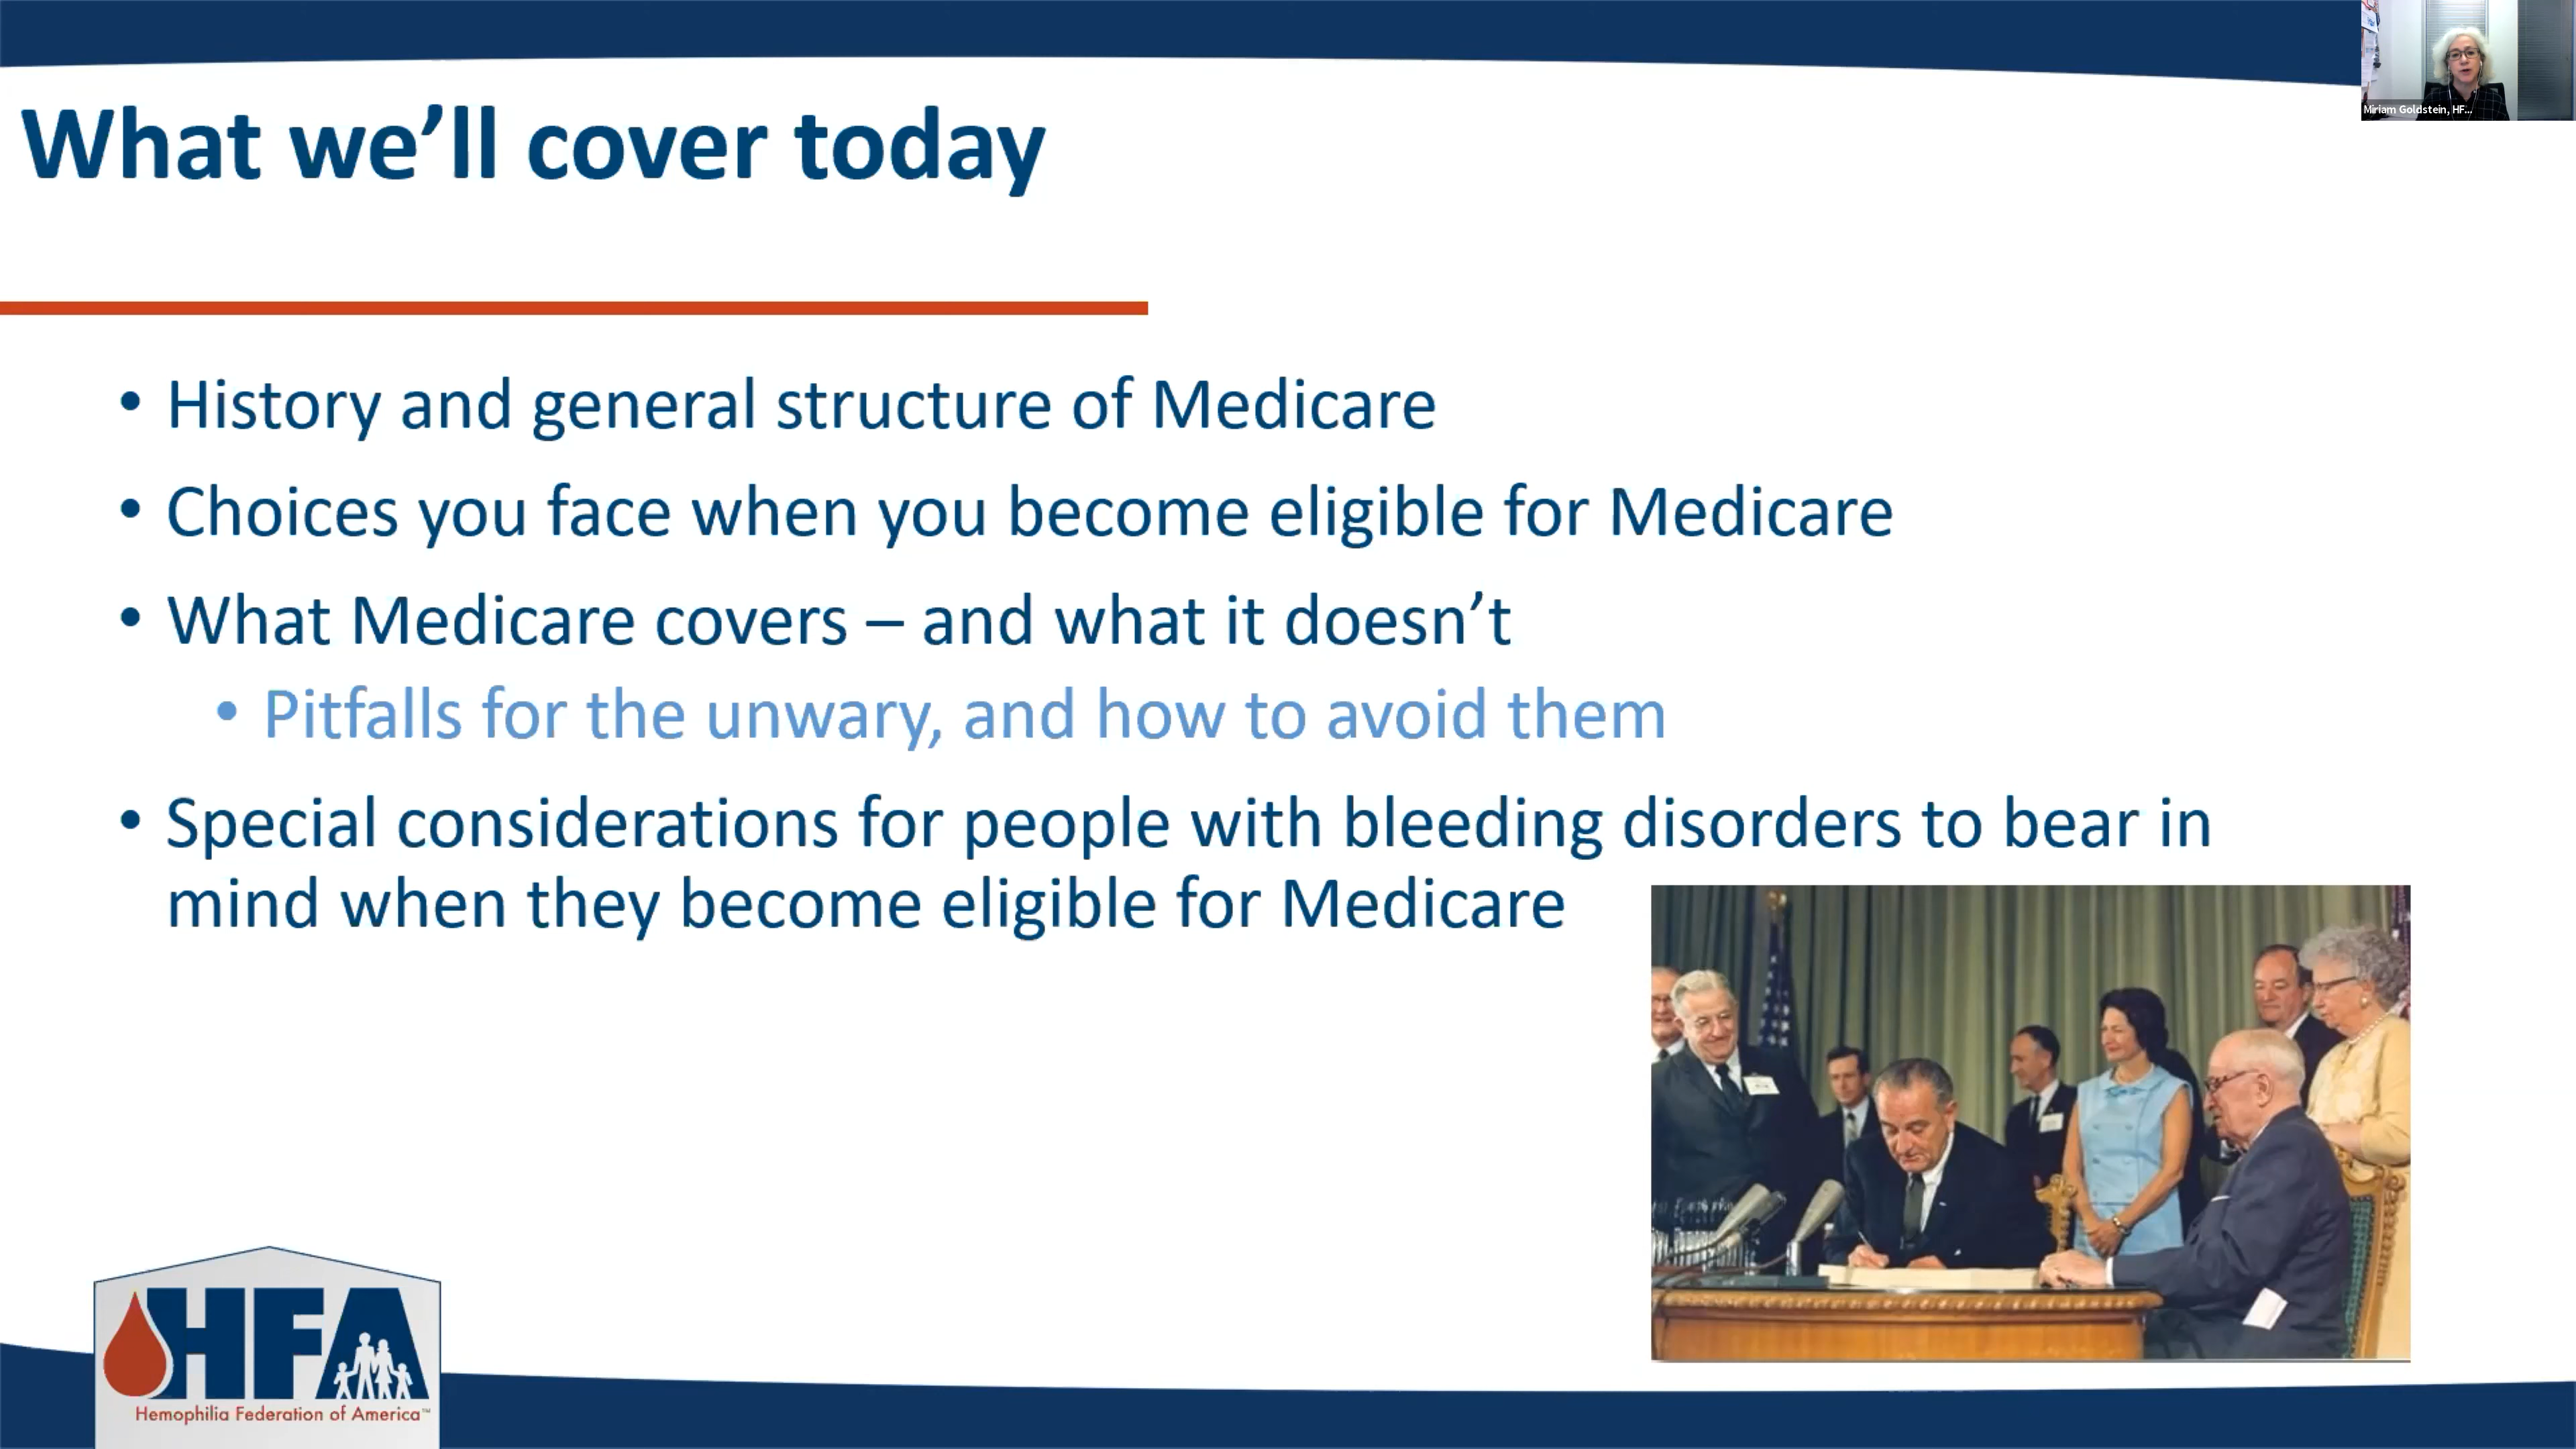 What we’ll cover today
Miriam Goldstein, HF...
• History and general structure of Medicare
• Choices you face when you become eligible for Medicare
• What Medicare covers – and what it doesn’t
• Pitfalls for the unwary, and how to avoid them
• Special considerations for people with bleeding disorders to bear in
mind when they become eligible for Medicare
HFA
Hemophilia Federation of America™